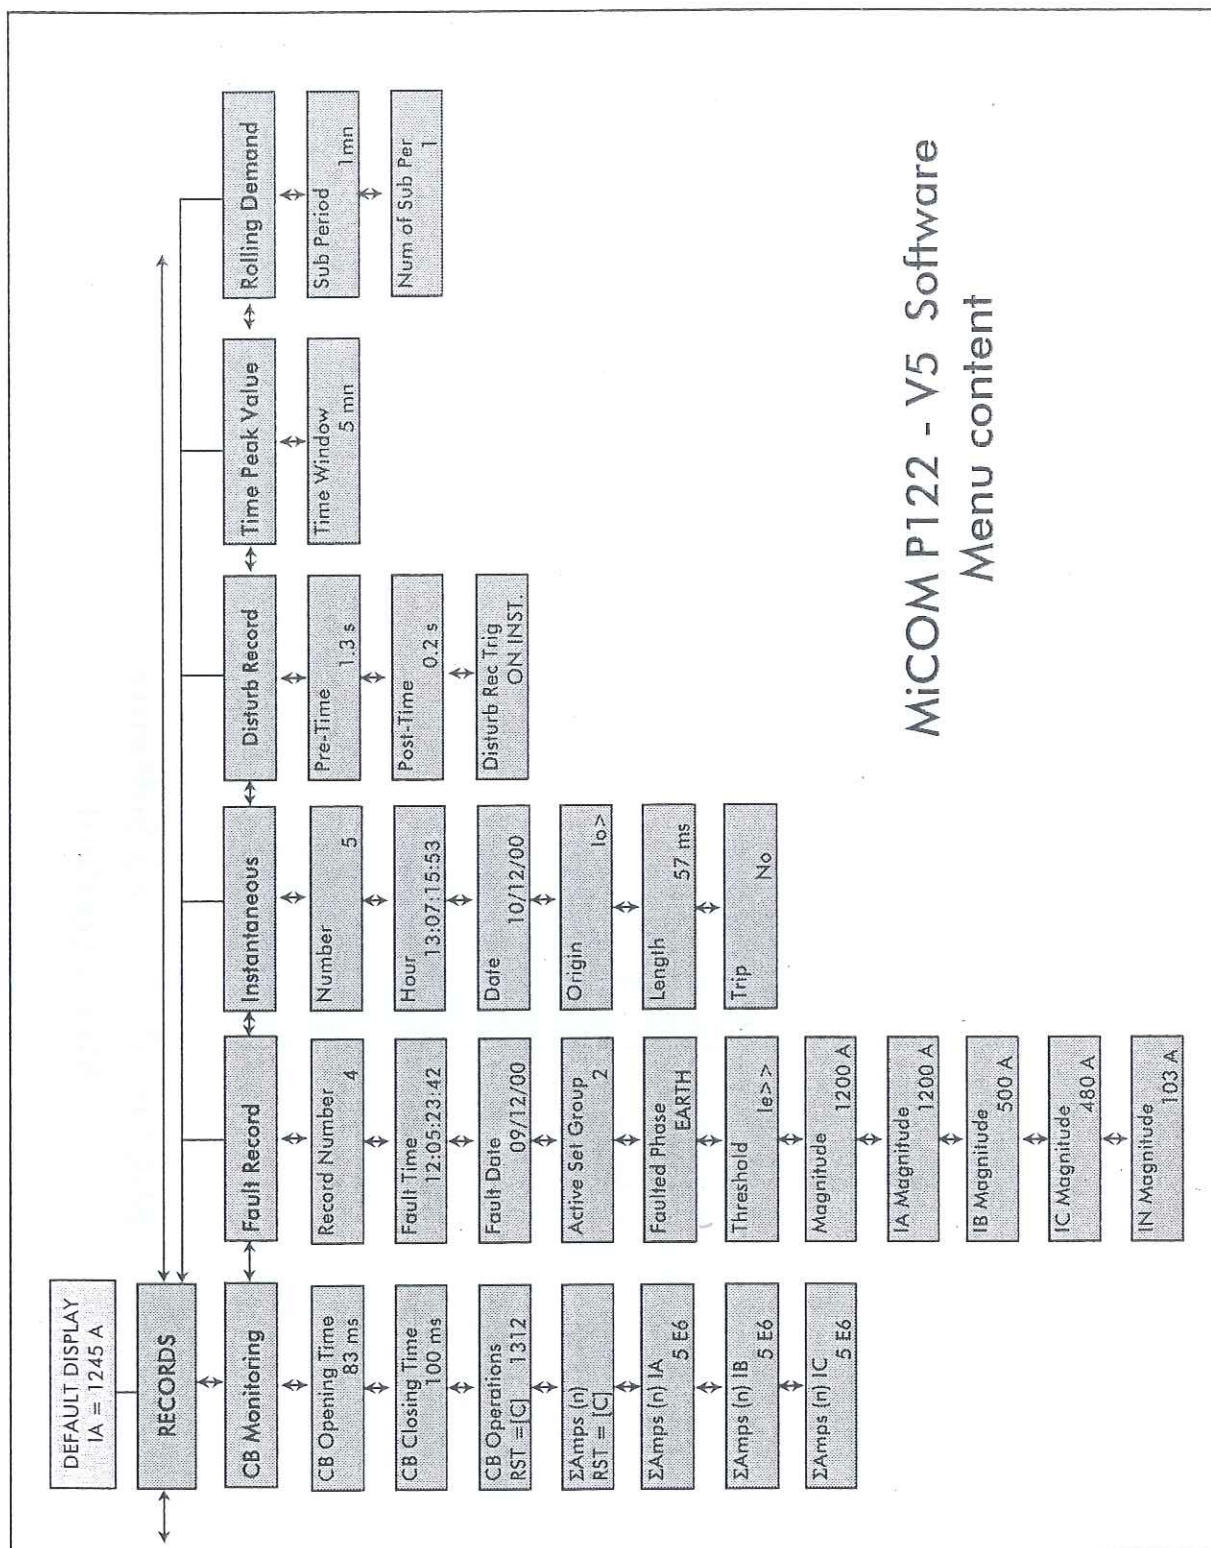 DEFAULT DISPLAY
IA = 1245 A
RECORDS
CB Monitoring
CB Opening Time
83 ms
CB Closing Time
100 ms
CB Operations
RST =[C] 1312
ΣAmps (n)
RST = [C]
ΣAmps (n) IA
5 E6
ΣAmps (n) IB
5 E6
ΣAmps (n) IC
5 E6
Fault Record
Record Number
4
Fault Time
12:05:23:42
Fault Date
09/12/00
Active Set Group
2
Faulted Phase
EARTH
Threshold
Ie>>
Magnitude
1200 A
IA Magnitude
1200 A
IB Magnitude
500 A
IC Magnitude
480 A
IN Magnitude
103 A
Instantaneous
Number
5
Hour
13:07:15:53
Date
10/12/00
Origin
Io>
Length
57 ms
Trip
No
Disturb Record
Pre-Time
1.3 s
Post-Time
0.2 s
Disturb Rec Trig
ON INST.
Time Peak Value
Time Window
5 mn
Rolling Demand
Sub Period
1mn
Num of Sub Per
1
MiCOM P122 - V5 Software
Menu content